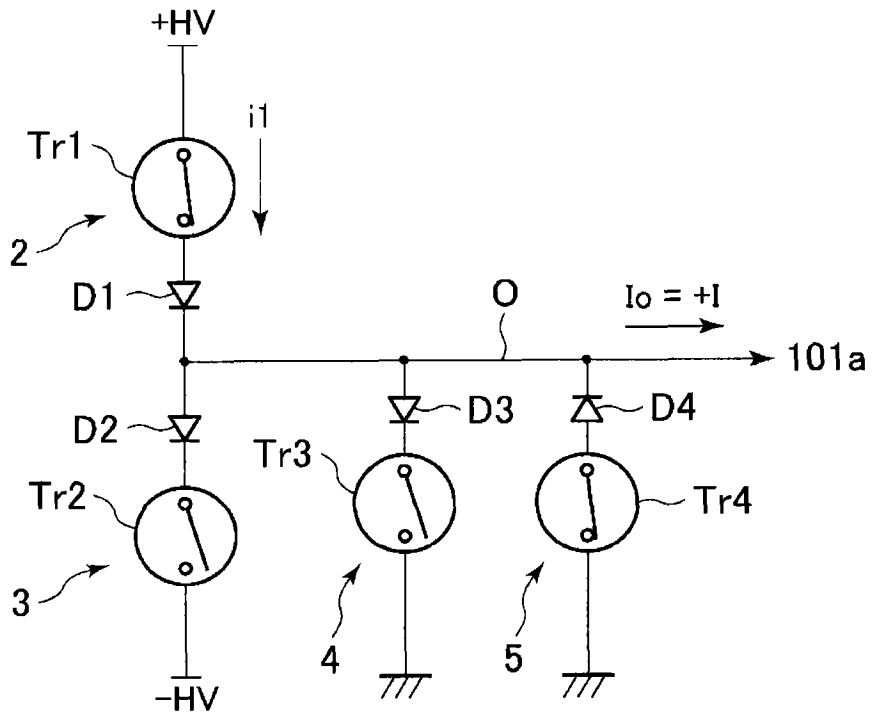 +HV
i1
Tr1
2
D1
O
Io = +I
101a
D2
D3
D4
Tr3
Tr2
Tr4
3
4
5
-HV